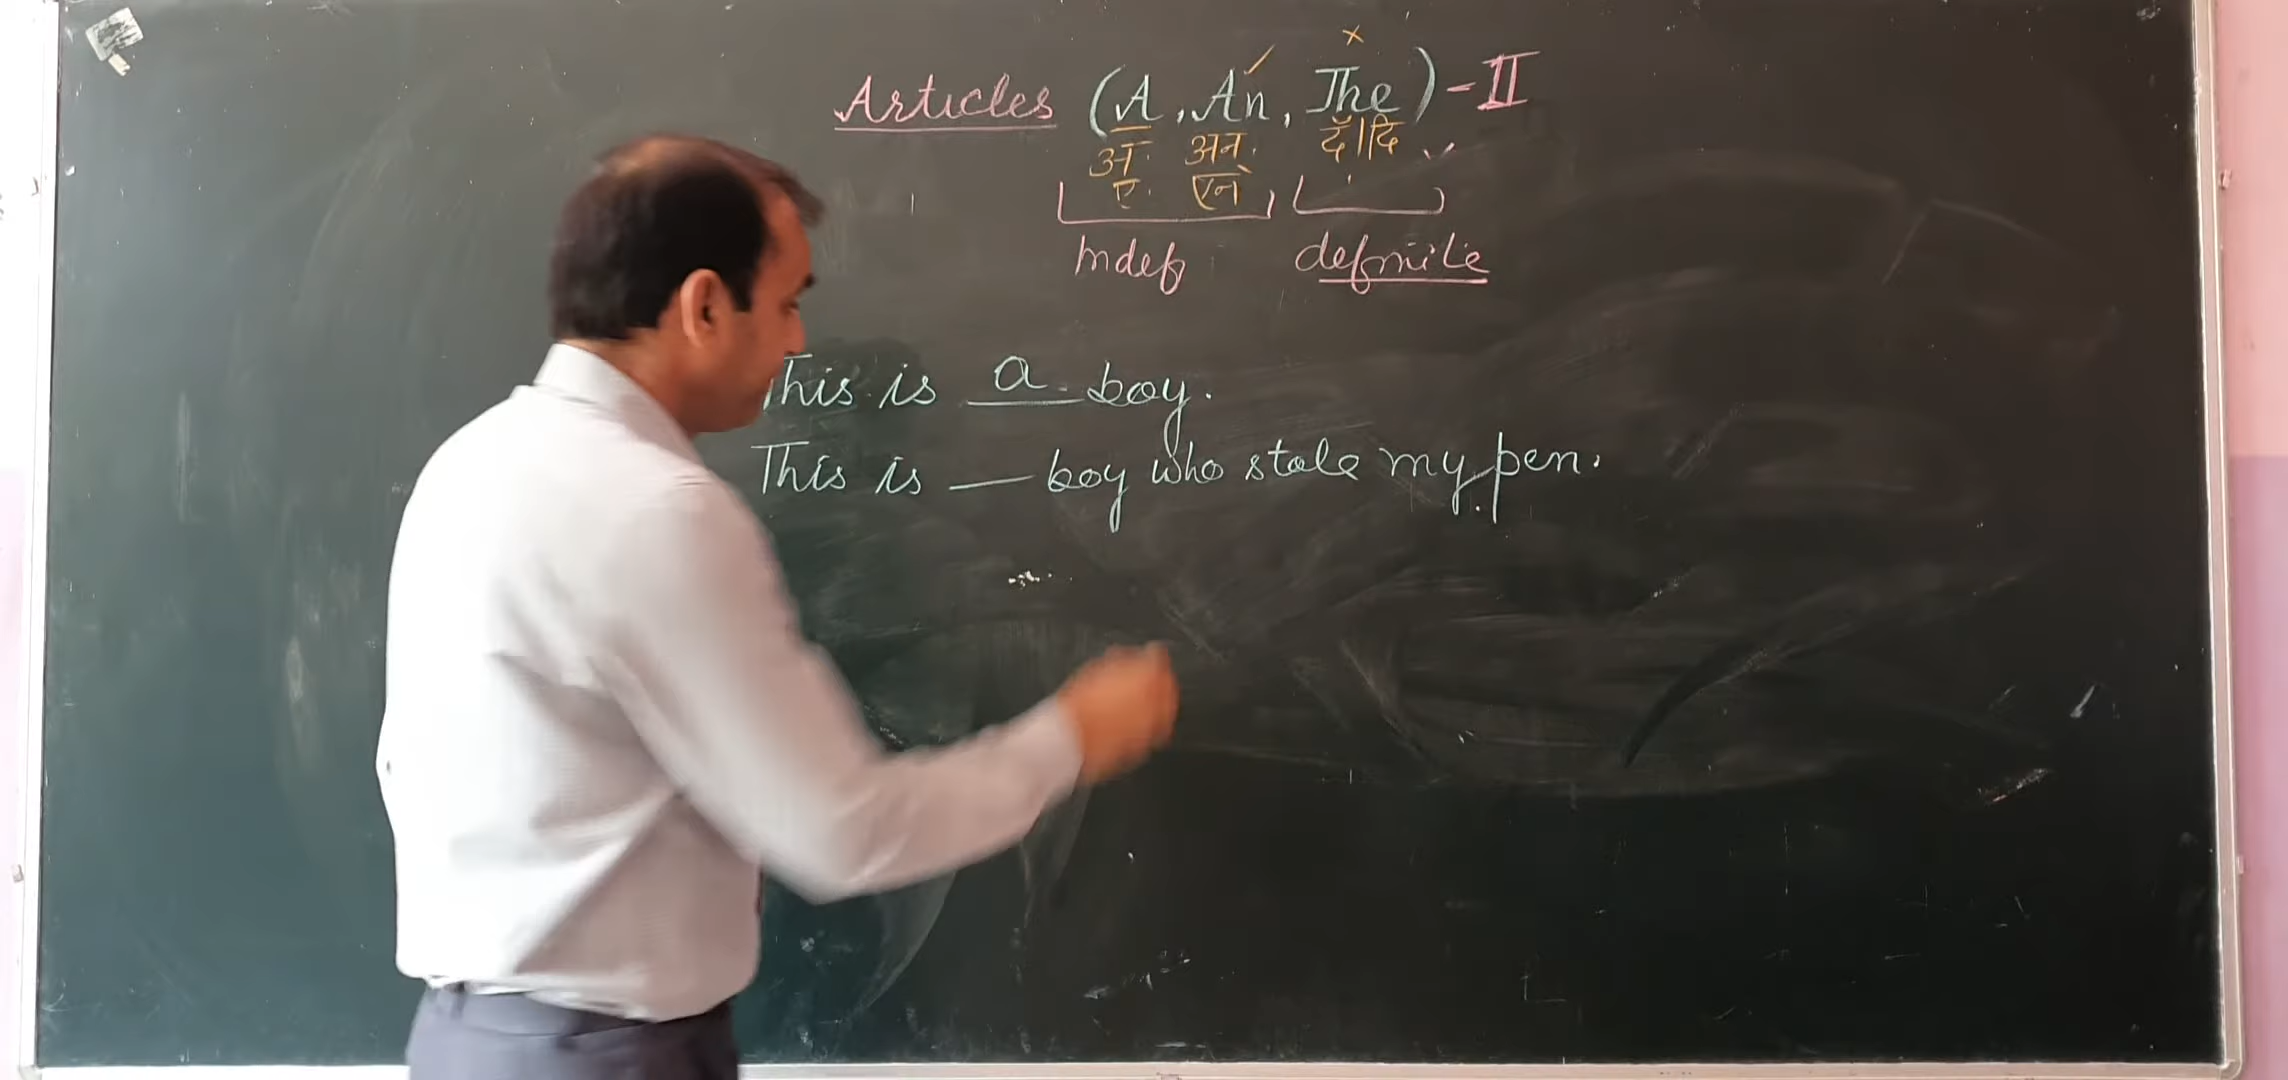 Articles (A, An, The) - II
अ अन दॅ/दि
ए एन
Indef definite
This is a boy.
This is — boy who stole my pen.